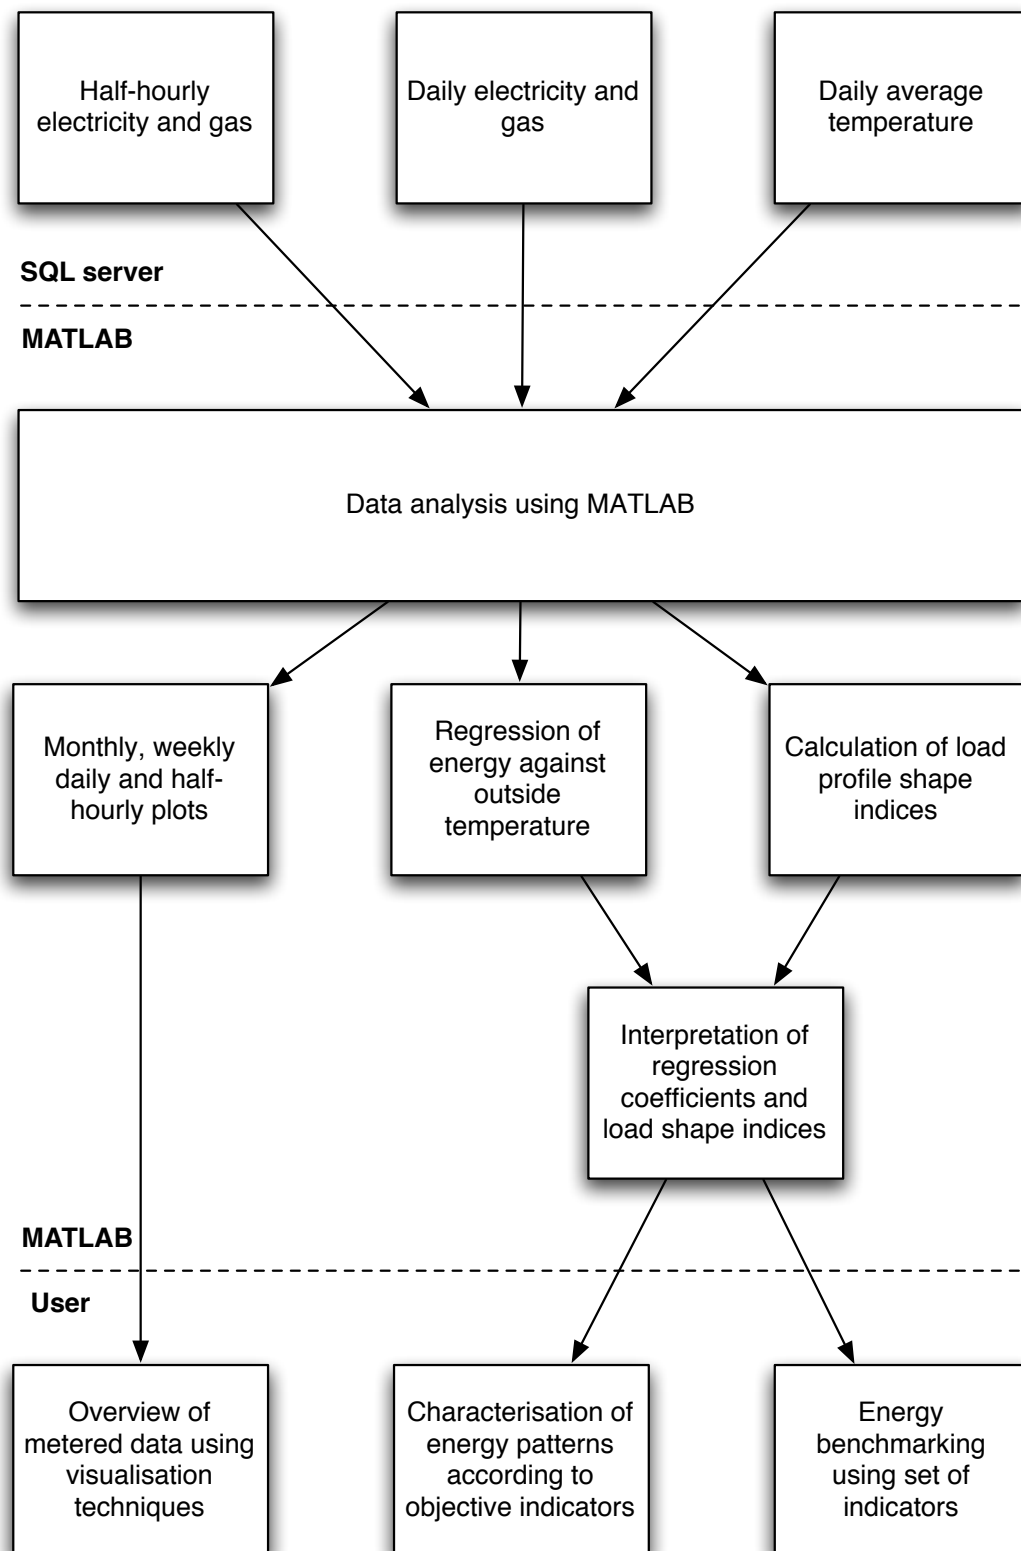 Half-hourly
electricity and gas
Daily electricity and
gas
Daily average
temperature
SQL server
MATLAB
Data analysis using MATLAB
Monthly, weekly
daily and half-
hourly plots
Regression of
energy against
outside
temperature
Calculation of load
profile shape
indices
Interpretation of
regression
coefficients and
load shape indices
MATLAB
User
Overview of
metered data using
visualisation
techniques
Characterisation of
energy patterns
according to
objective indicators
Energy
benchmarking
using set of
indicators